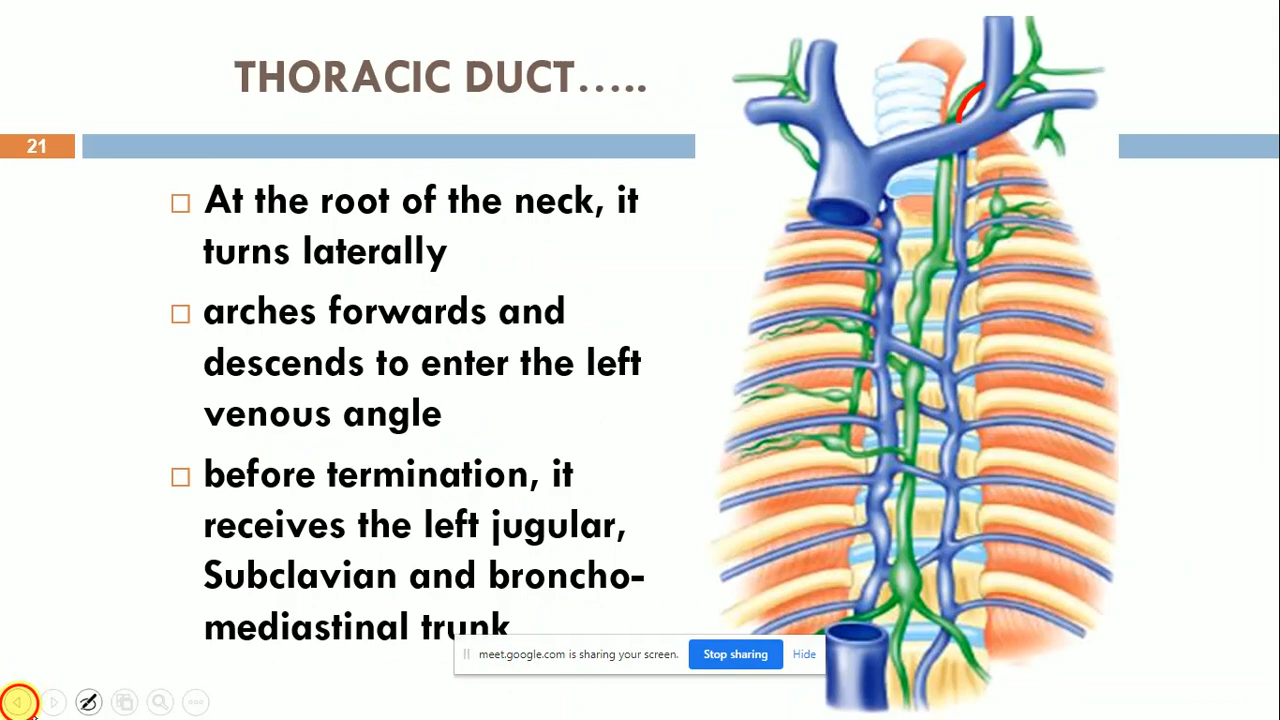 THORACIC DUCT.....
21
At the root of the neck, it
turns laterally
arches forwards and
descends to enter the left
venous angle
before termination, it
receives the left jugular,
Subclavian and broncho-
mediastinal trunk
meet.google.com is sharing your screen. Stop sharing Hide